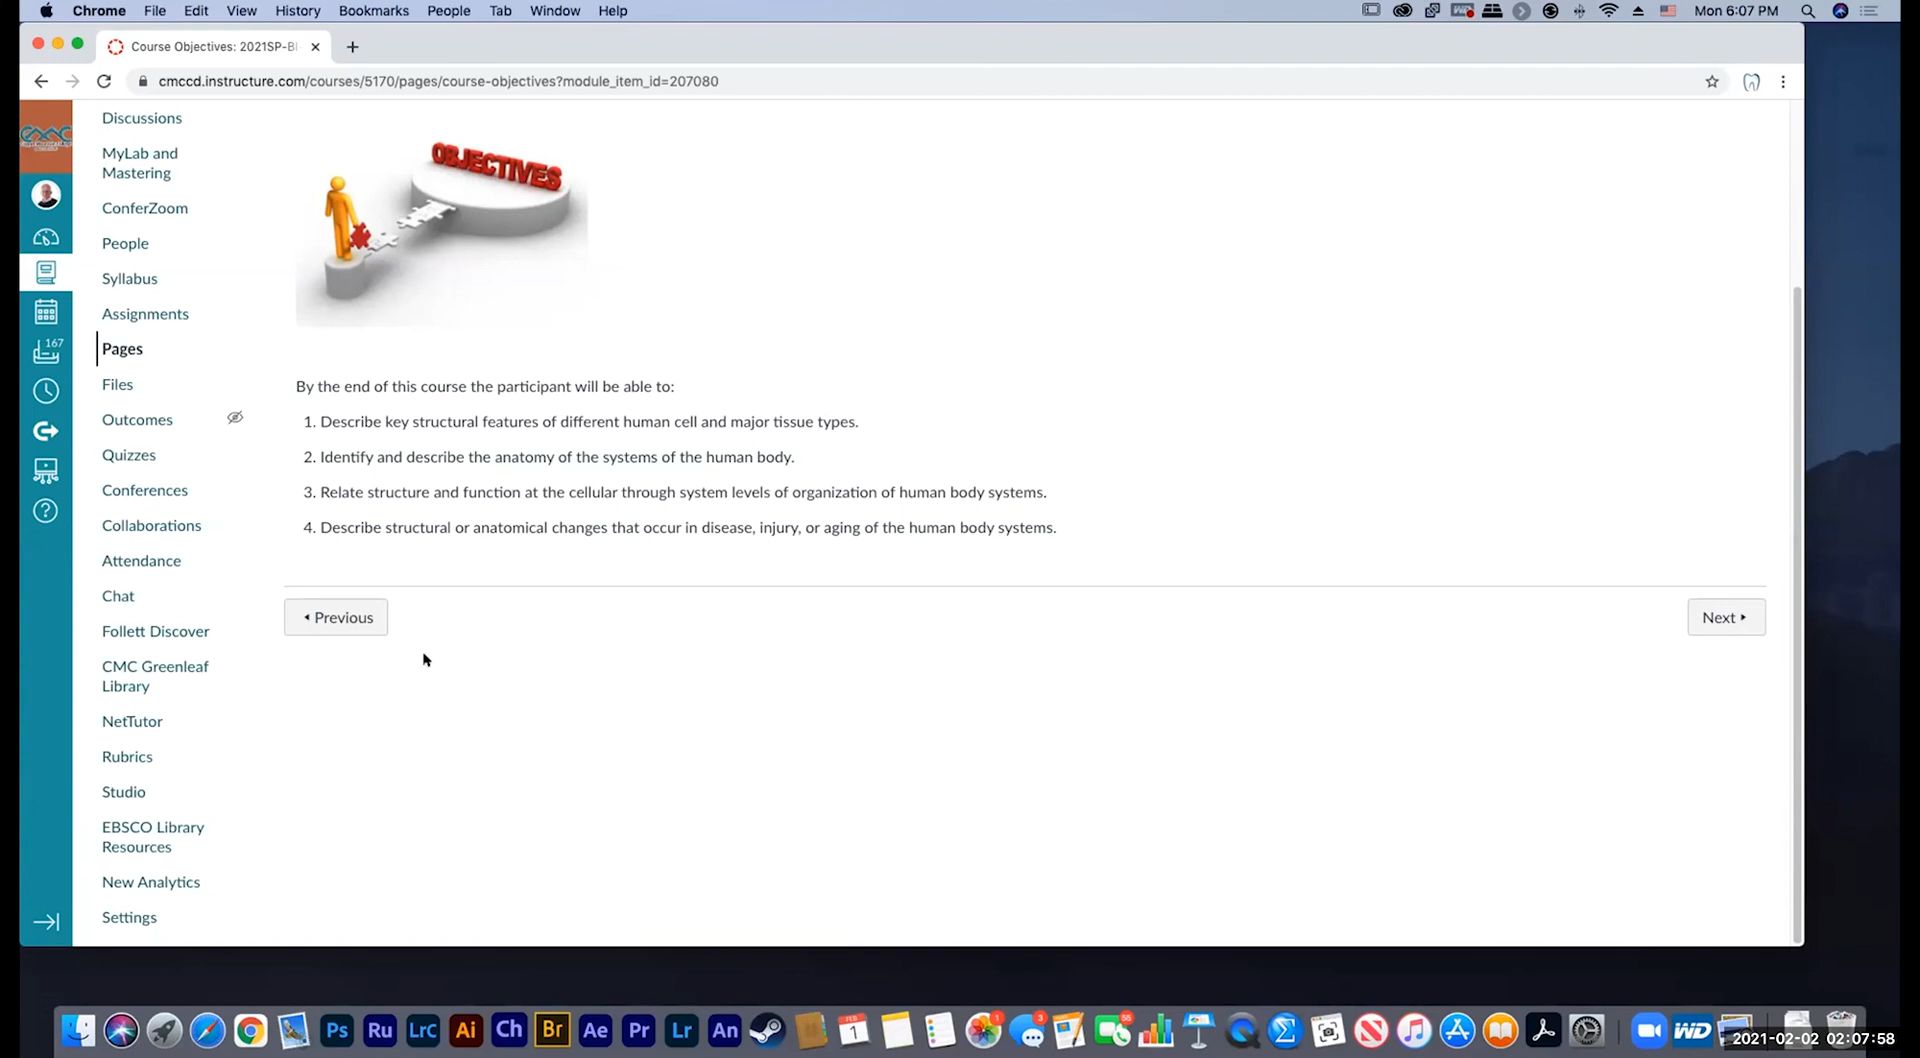 Chrome File Edit View History Bookmarks People Tab Window Help Mon 6:07 PM
Course Objectives: 2021SP-BI
cmccd.instructure.com/courses/5170/pages/course-objectives?module_item_id=207080
Discussions
MyLab and
Mastering
ConferZoom
People
Syllabus
Assignments
167
Pages
Files
Outcomes
Quizzes
Conferences
Collaborations
Attendance
Chat
Follett Discover
CMC Greenleaf
Library
NetTutor
Rubrics
Studio
EBSCO Library
Resources
New Analytics
Settings
OBJECTIVES
By the end of this course the participant will be able to:
1. Describe key structural features of different human cell and major tissue types.
2. Identify and describe the anatomy of the systems of the human body.
3. Relate structure and function at the cellular through system levels of organization of human body systems.
4. Describe structural or anatomical changes that occur in disease, injury, or aging of the human body systems.
Previous
Next
Ps Ru LrC Ai Ch Br Ae Pr Lr An FEB 1 1 3 WD
2021-02-02 02:07:58